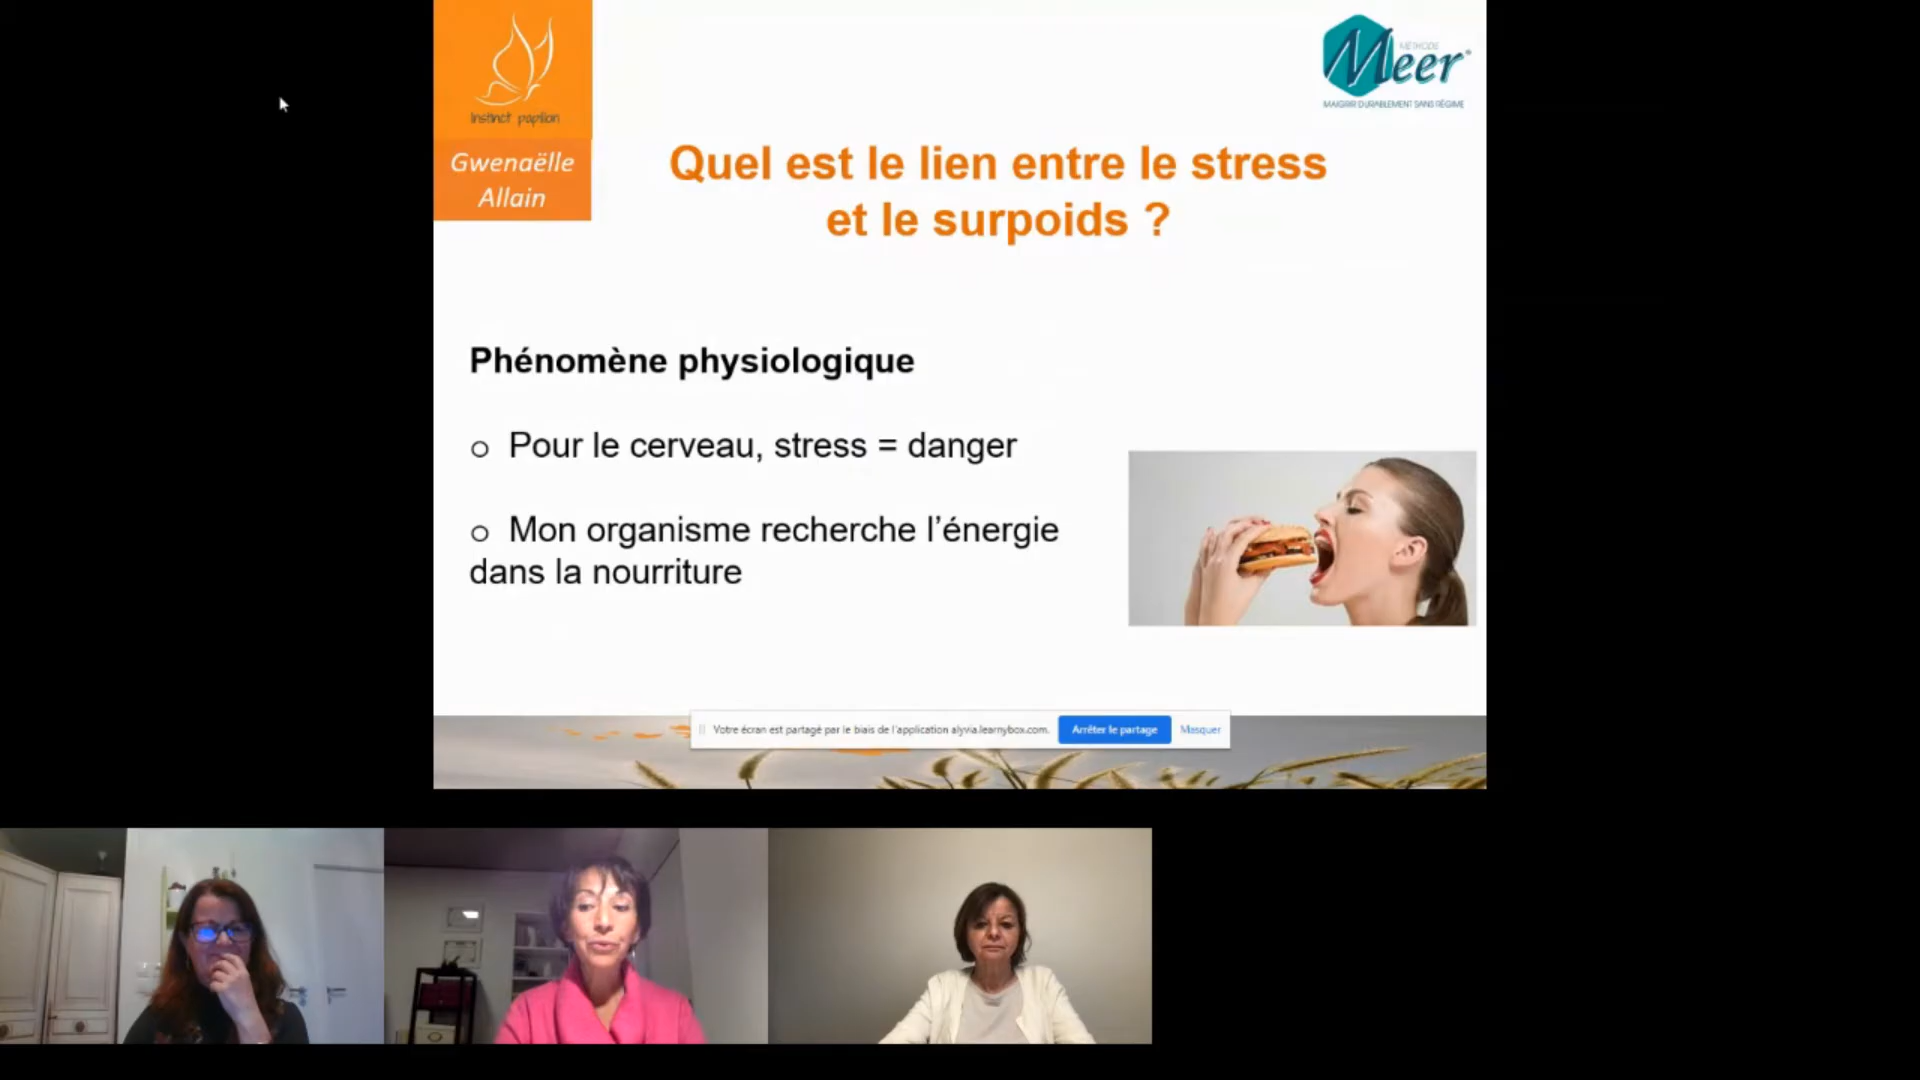 instinct papillon
Gwenaëlle
Allain
MÉTHODE
Meer®
MAIGRIR DURABLEMENT SANS RÉGIME
Quel est le lien entre le stress
et le surpoids ?
Phénomène physiologique
o Pour le cerveau, stress = danger
o Mon organisme recherche l’énergie
dans la nourriture
Votre écran est partagé par le biais de l'application alyvia.learnybox.com. Arrêter le partage Masquer